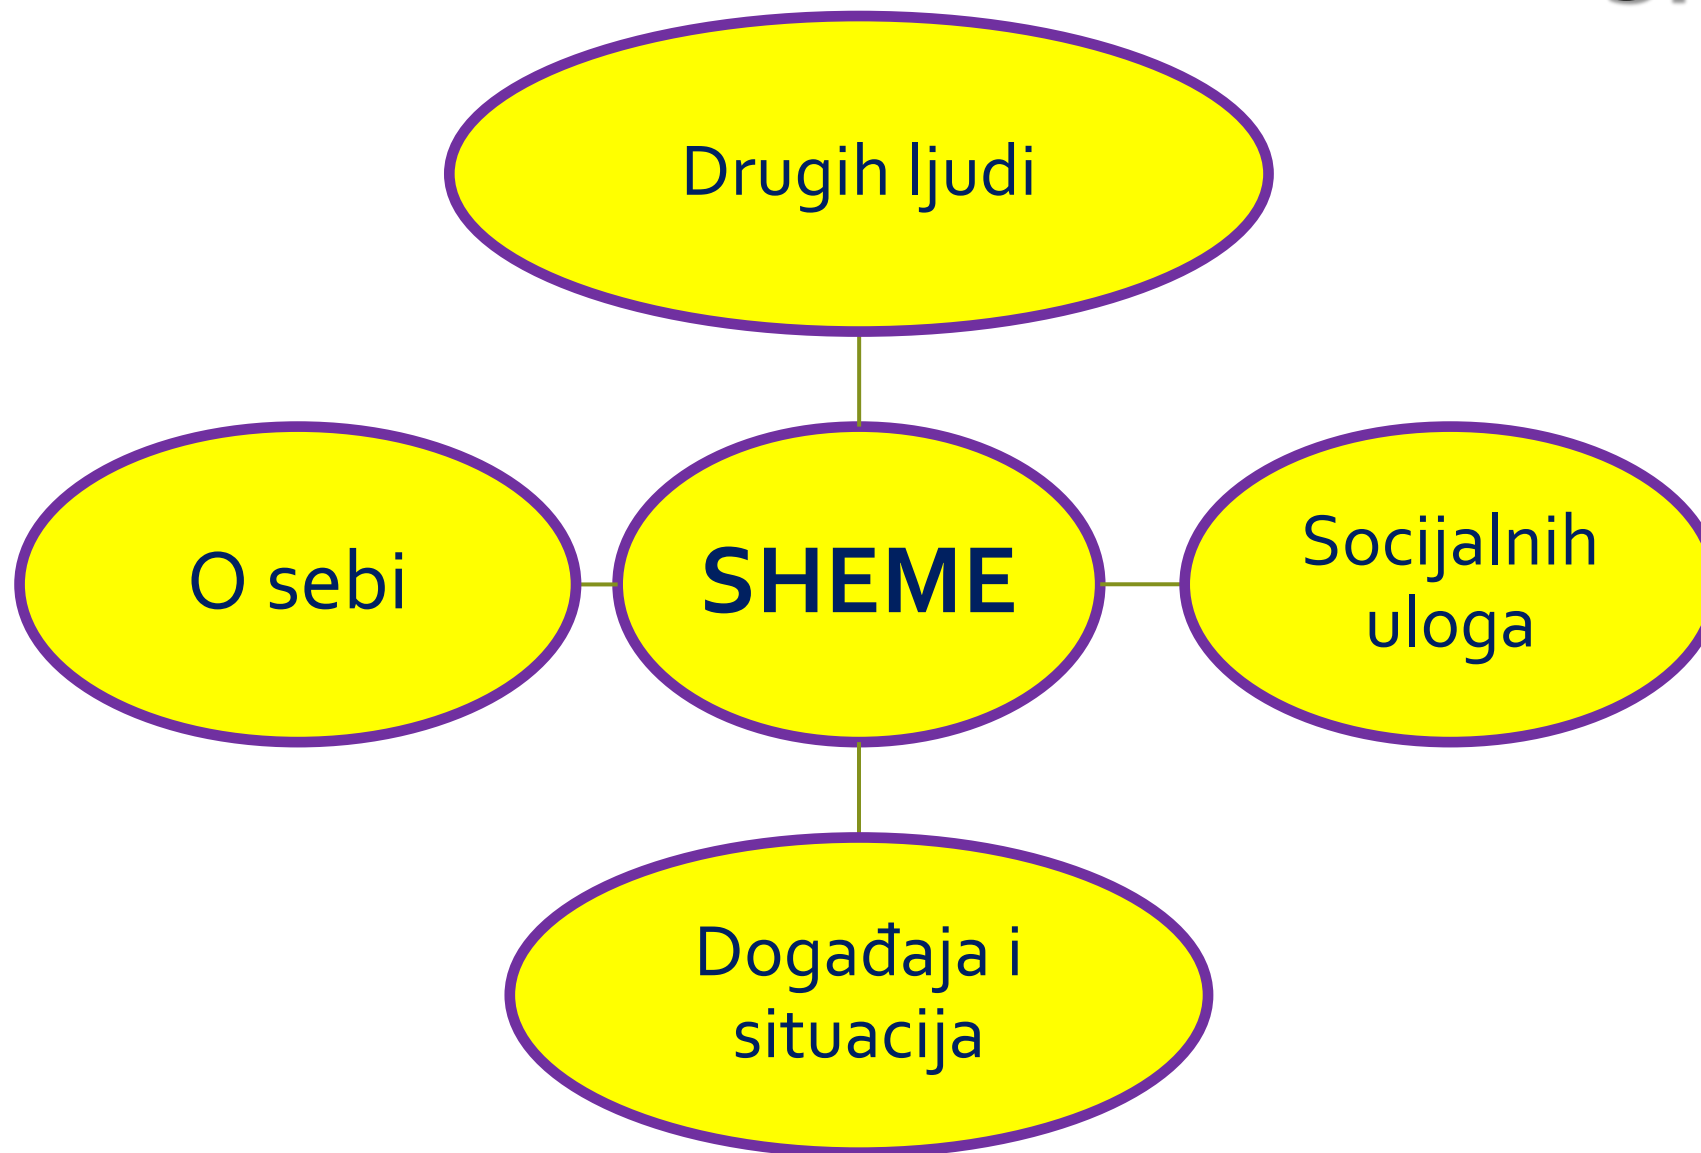 Drugih ljudi
O sebi
SHEME
Socijalnih
uloga
Događaja i
situacija